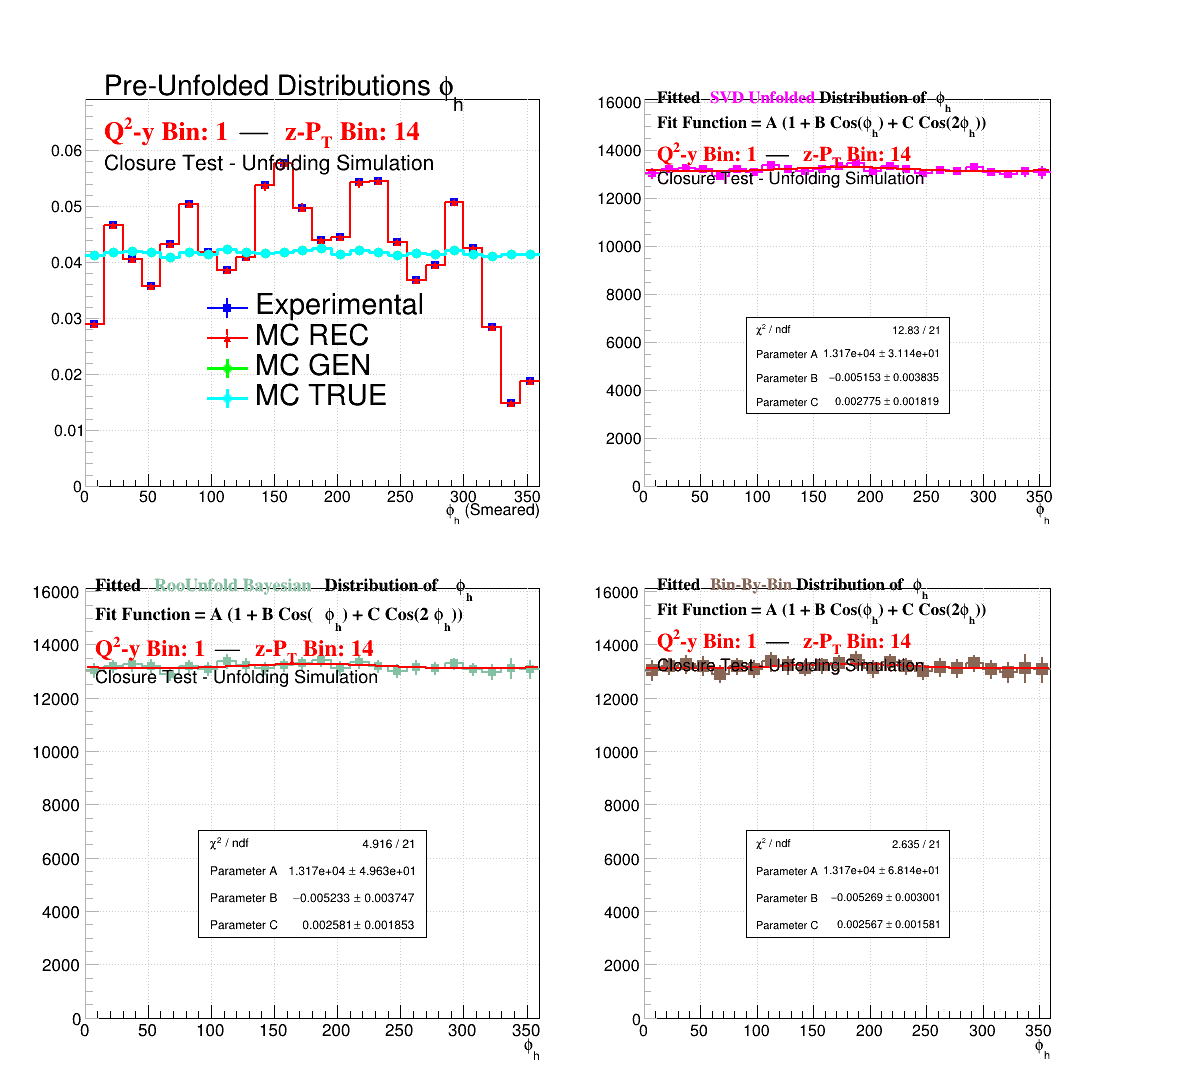 Pre-Unfolded Distributions ϕh
Q²-y Bin: 1 — z-PT Bin: 14
Closure Test - Unfolding Simulation
0.06
0.05
0.04
0.03
0.02
0.01
0
Experimental
MC REC
MC GEN
MC TRUE
0 50 100 150 200 250 300 350
ϕh (Smeared)
Fitted SVD Unfolded Distribution of ϕh
Fit Function = A (1 + B Cos(ϕh) + C Cos(2ϕh))
Q²-y Bin: 1 — z-PT Bin: 14
Closure Test - Unfolding Simulation
16000
14000
12000
10000
8000
6000
4000
2000
0
χ² / ndf 12.83 / 21
Parameter A 1.317e+04 ± 3.114e+01
Parameter B −0.005153 ± 0.003835
Parameter C 0.002775 ± 0.001819
0 50 100 150 200 250 300 350
ϕh
Fitted RooUnfold Bayesian Distribution of ϕh
Fit Function = A (1 + B Cos( ϕh) + C Cos(2 ϕh))
Q²-y Bin: 1 — z-PT Bin: 14
Closure Test - Unfolding Simulation
16000
14000
12000
10000
8000
6000
4000
2000
0
χ² / ndf 4.916 / 21
Parameter A 1.317e+04 ± 4.963e+01
Parameter B −0.005233 ± 0.003747
Parameter C 0.002581 ± 0.001853
0 50 100 150 200 250 300 350
ϕh
Fitted Bin-By-Bin Distribution of ϕh
Fit Function = A (1 + B Cos(ϕh) + C Cos(2ϕh))
Q²-y Bin: 1 — z-PT Bin: 14
Closure Test - Unfolding Simulation
16000
14000
12000
10000
8000
6000
4000
2000
0
χ² / ndf 2.635 / 21
Parameter A 1.317e+04 ± 6.814e+01
Parameter B −0.005269 ± 0.003001
Parameter C 0.002567 ± 0.001581
0 50 100 150 200 250 300 350
ϕh